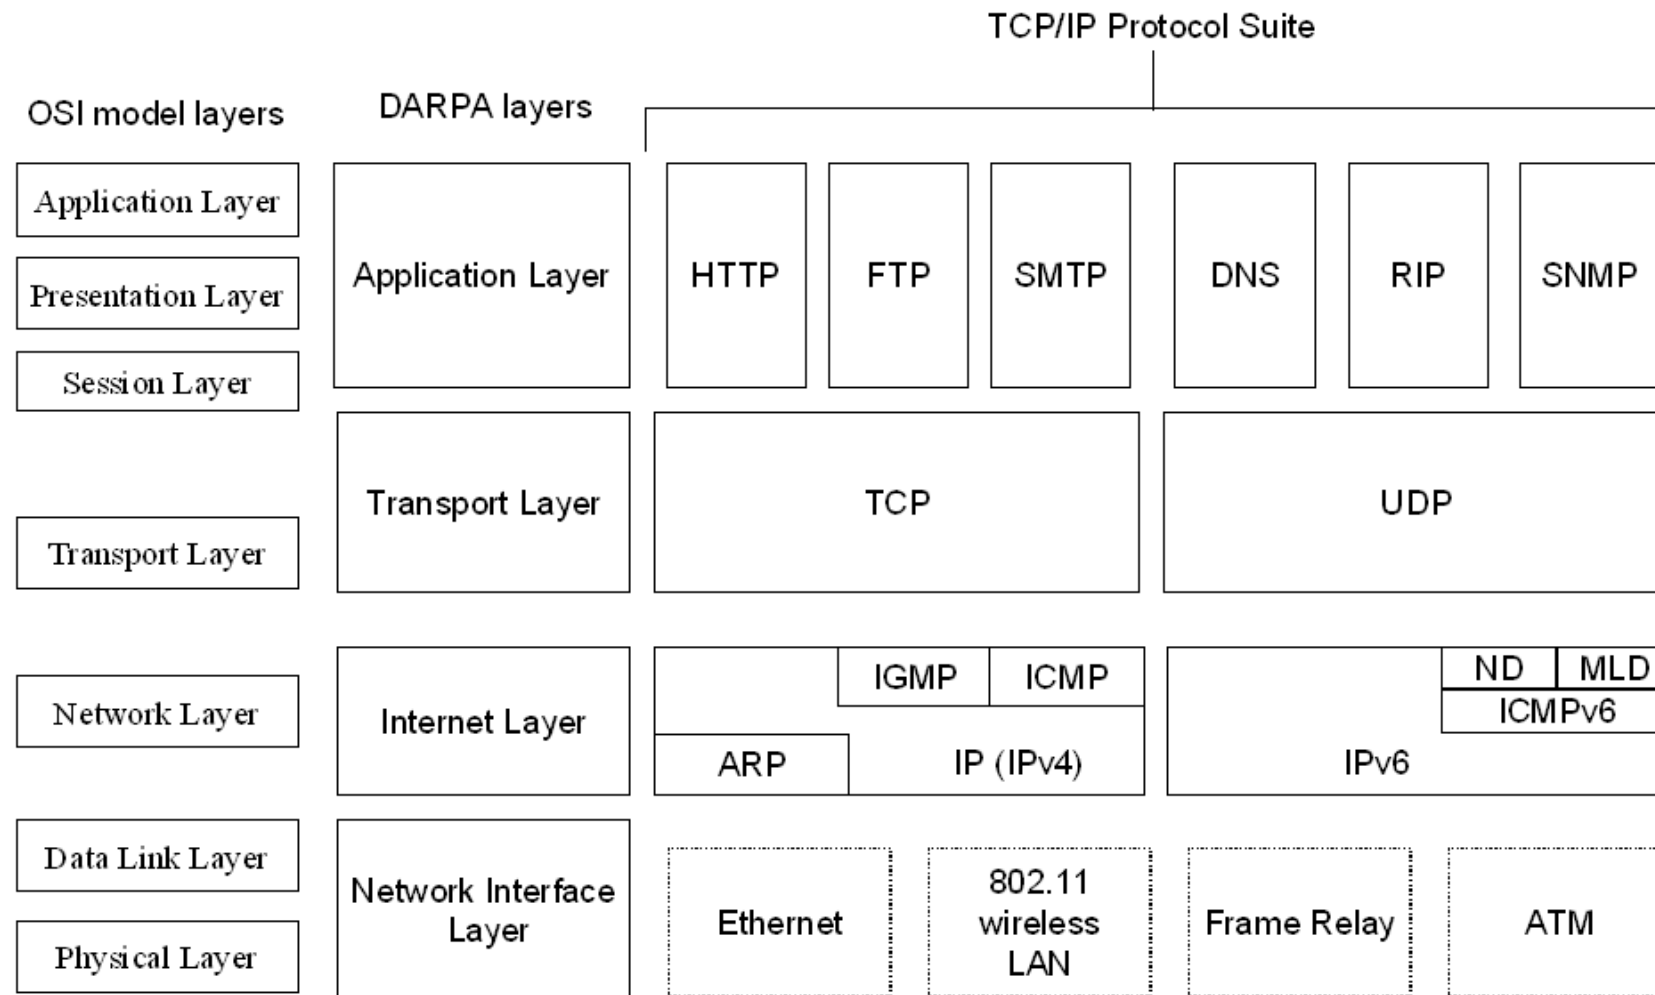 TCP/IP Protocol Suite
OSI model layers
DARPA layers
Application Layer
Presentation Layer
Session Layer
Application Layer
HTTP
FTP
SMTP
DNS
RIP
SNMP
Transport Layer
Transport Layer
TCP
UDP
Network Layer
Internet Layer
IGMP
ICMP
ARP
IP (IPv4)
ND
MLD
ICMPv6
IPv6
Data Link Layer
Physical Layer
Network Interface
Layer
Ethernet
802.11
wireless
LAN
Frame Relay
ATM